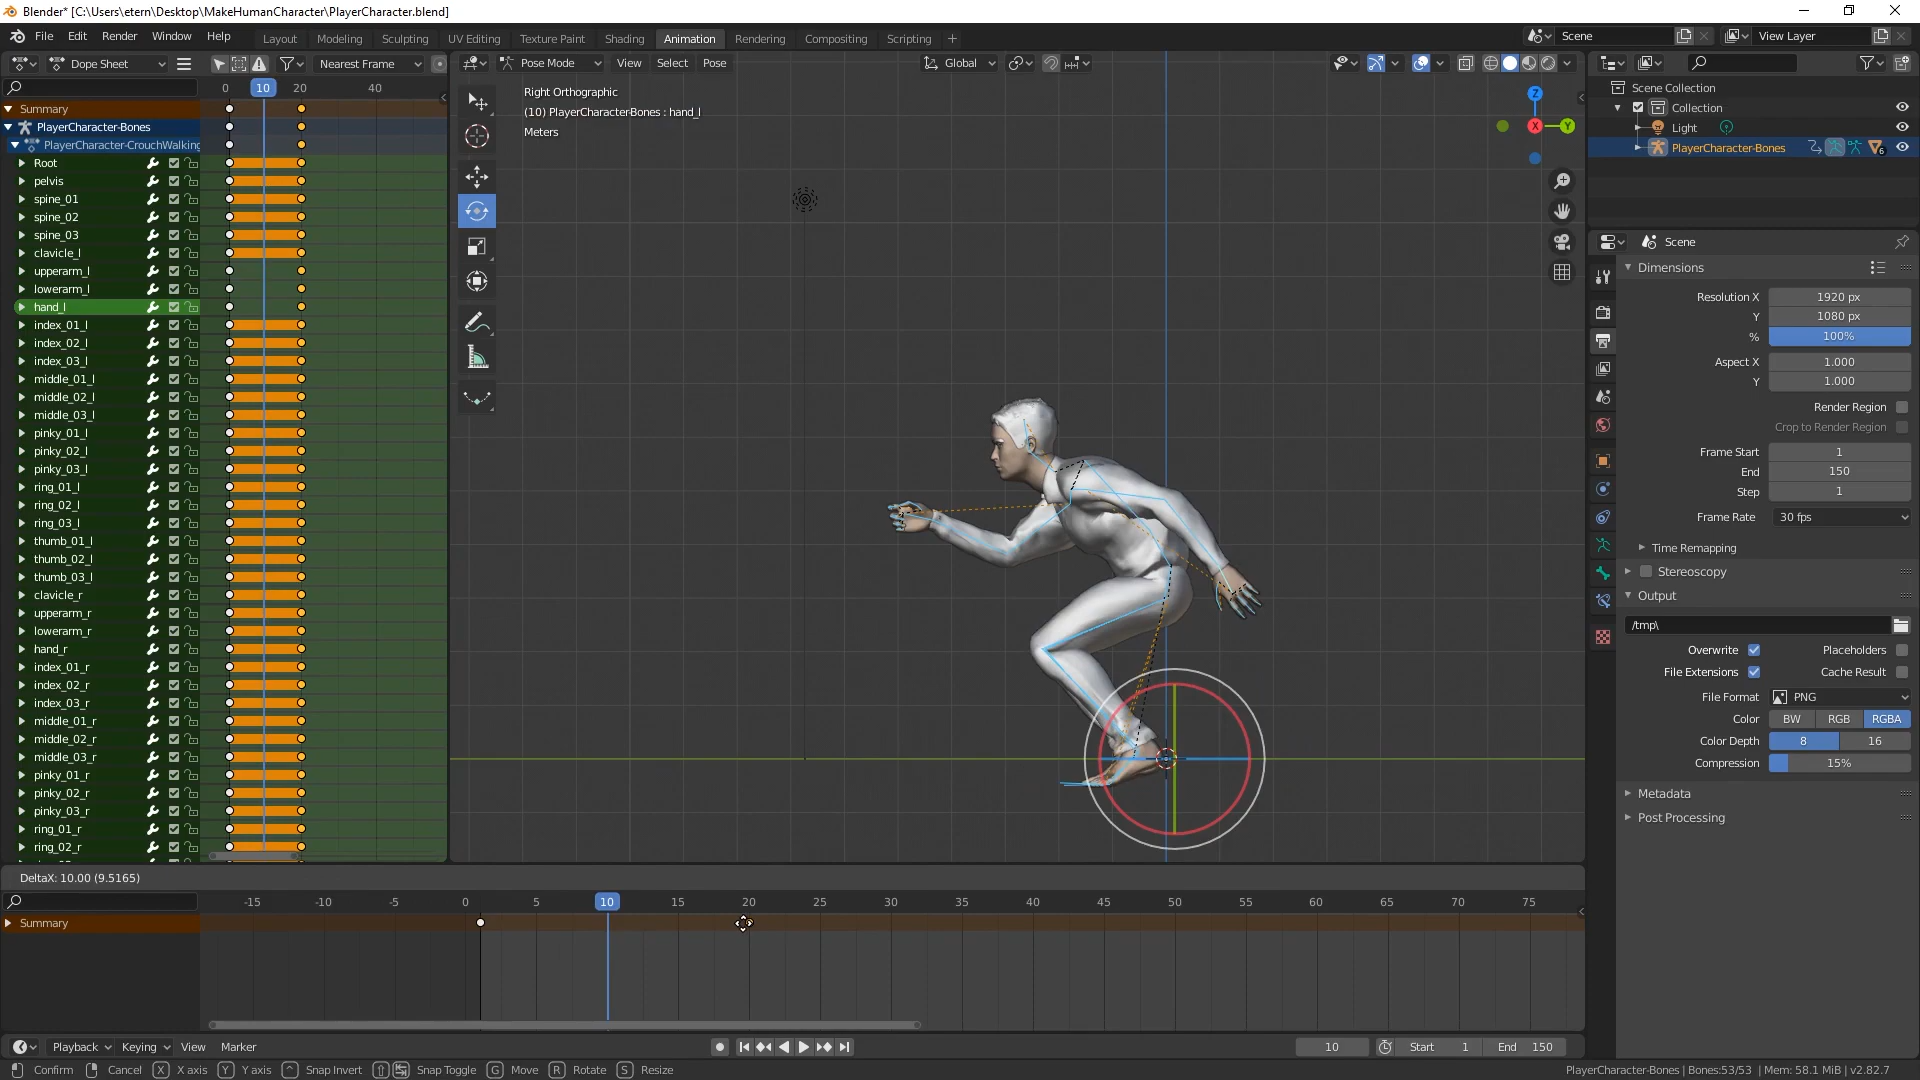 Blender* [C:\Users\etern\Desktop\MakeHumanCharacter\PlayerCharacter.blend]
File Edit Render Window Help Layout Modeling Sculpting UV Editing Texture Paint Shading Animation Rendering Compositing Scripting + Scene View Layer
Dope Sheet Nearest Frame Pose Mode View Select Pose Global
0 10 20 40
Summary
PlayerCharacter-Bones
PlayerCharacter-CrouchWalking
Root
pelvis
spine_01
spine_02
spine_03
clavicle_l
upperarm_l
lowerarm_l
hand_l
index_01_l
index_02_l
index_03_l
middle_01_l
middle_02_l
middle_03_l
pinky_01_l
pinky_02_l
pinky_03_l
ring_01_l
ring_02_l
ring_03_l
thumb_01_l
thumb_02_l
thumb_03_l
clavicle_r
upperarm_r
lowerarm_r
hand_r
index_01_r
index_02_r
index_03_r
middle_01_r
middle_02_r
middle_03_r
pinky_01_r
pinky_02_r
pinky_03_r
ring_01_r
ring_02_r
Right Orthographic
(10) PlayerCharacter-Bones : hand_l
Meters
Z
X
Y
Scene Collection
Collection
Light
PlayerCharacter-Bones
6
Scene
Dimensions
Resolution X 1920 px
Y 1080 px
% 100%
Aspect X 1.000
Y 1.000
Render Region
Crop to Render Region
Frame Start 1
End 150
Step 1
Frame Rate 30 fps
Time Remapping
Stereoscopy
Output
/tmp\
Overwrite Placeholders
File Extensions Cache Result
File Format PNG
Color BW RGB RGBA
Color Depth 8 16
Compression 15%
Metadata
Post Processing
DeltaX: 10.00 (9.5165)
-15 -10 -5 0 5 10 15 20 25 30 35 40 45 50 55 60 65 70 75
Summary
Playback Keying View Marker 10 Start 1 End 150
Confirm Cancel X X axis Y Y axis ^ Snap Invert Snap Toggle G Move R Rotate S Resize PlayerCharacter-Bones | Bones:53/53 | Mem: 58.1 MiB | v2.82.7